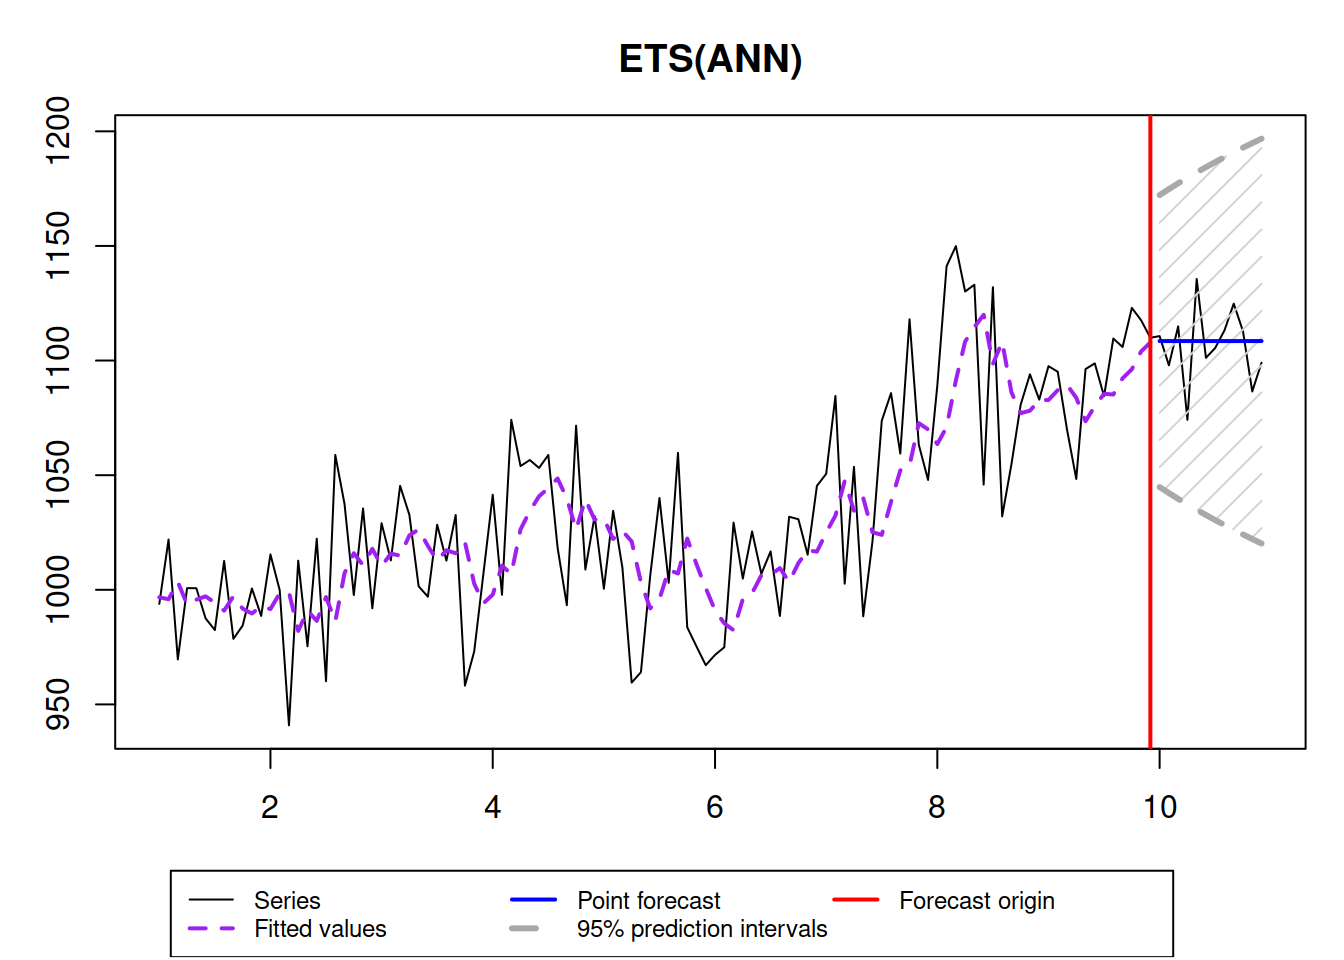 ETS(ANN)
1200
1150
1100
1050
1000
950
2 4 6 8 10
Series Point forecast Forecast origin
Fitted values 95% prediction intervals